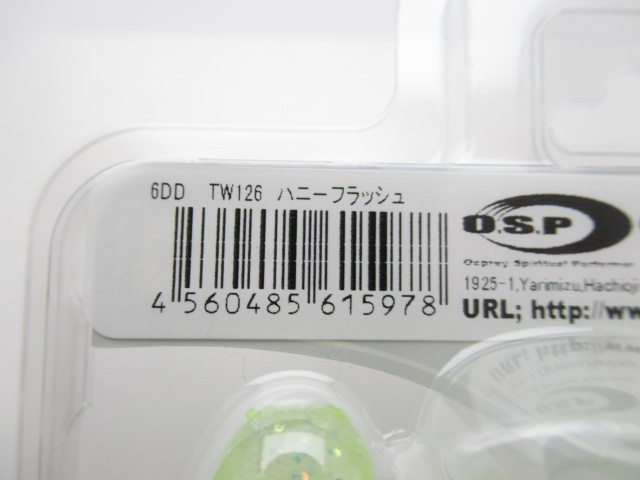 6DD TW126 ハニーフラッシュ
4 560485 615978
O.S.P
Osprey Spiritual Performer
1925-1,Yarimizu,Hachioji
URL; http://www